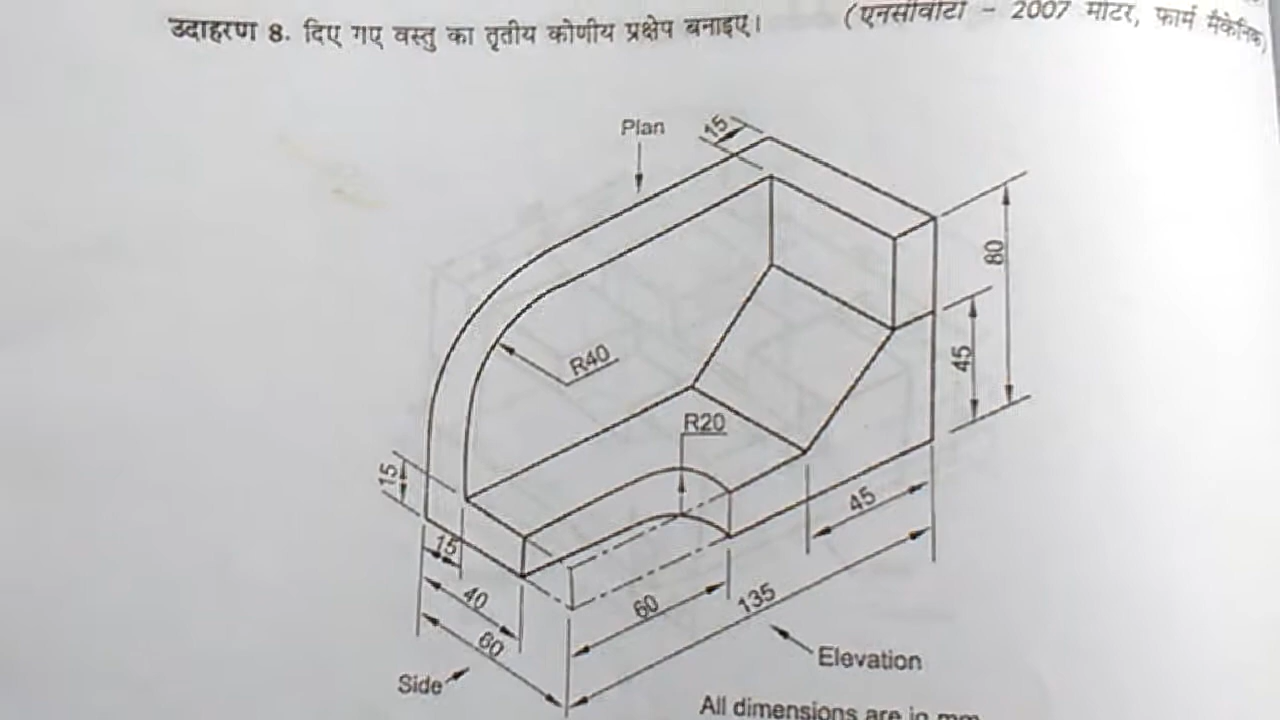 उदाहरण 8. दिए गए वस्तु का तृतीय कोणीय प्रक्षेप बनाइए। (एनसीवीटी - 2007 मोटर, फार्म मैकेनिक)
Plan
15
80
45
R40
R20
15
15
40
60
45
60
135
Side
Elevation
All dimensions are in mm